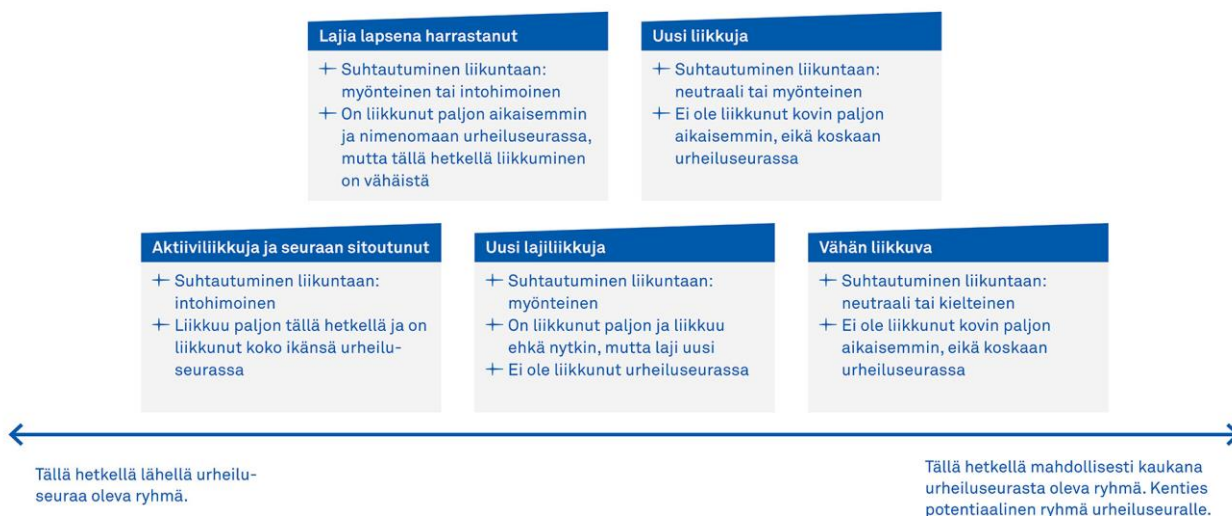 Lajia lapsena harrastanut
Suhtautuminen liikuntaan:
myönteinen tai intohimoinen
On liikkunut paljon aikaisemmin
ja nimenomaan urheiluseurassa,
mutta tällä hetkellä liikkuminen
on vähäistä
Uusi liikkuja
Suhtautuminen liikuntaan:
neutraali tai myönteinen
Ei ole liikkunut kovin paljon
aikaisemmin, eikä koskaan
urheiluseurassa
Aktiiviliikkuja ja seuraan sitoutunut
Suhtautuminen liikuntaan:
intohimoinen
Liikkuu paljon tällä hetkellä ja on
liikkunut koko ikänsä urheilu-
seurassa
Uusi lajiliikkuja
Suhtautuminen liikuntaan:
myönteinen
On liikkunut paljon ja liikkuu
ehkä nytkin, mutta laji uusi
Ei ole liikkunut urheiluseurassa
Vähän liikkuva
Suhtautuminen liikuntaan:
neutraali tai kielteinen
Ei ole liikkunut kovin paljon
aikaisemmin, eikä koskaan
urheiluseurassa
Tällä hetkellä lähellä urheilu-
seuraa oleva ryhmä.
Tällä hetkellä mahdollisesti kaukana
urheiluseurasta oleva ryhmä. Kenties
potentiaalinen ryhmä urheiluseuralle.